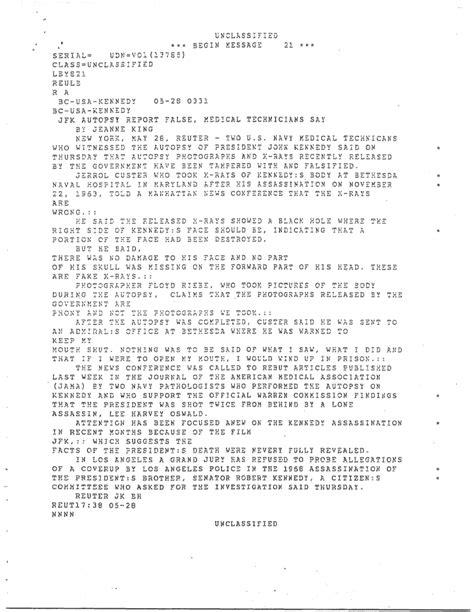 UNCLASSIFIED
*** BEGIN MESSAGE 21 ***
SERIAL= UDN=VOL(13758)
CLASS=UNCLASSIFIED
LBY821
REULB
R A
BC-USA-KENNEDY 05-28 0331
BC-USA-KENNEDY
JFK AUTOPSY REPORT FALSE, MEDICAL TECHNICIANS SAY
BY JEANNE KING
NEW YORK, MAY 28, REUTER - TWO U.S. NAVY MEDICAL TECHNICANS
WHO WITNESSED THE AUTOPSY OF PRESIDENT JOHN KENNEDY SAID ON
THURSDAY THAT AUTOPSY PHOTOGRAPHS AND X-RAYS RECENTLY RELEASED
BY THE GOVERNMENT HAVE BEEN TAMPERED WITH AND FALSIFIED.
JERROL CUSTER WHO TOOK X-RAYS OF KENNEDY:S BODY AT BETHESDA
NAVAL HOSPITAL IN MARYLAND AFTER HIS ASSASSINATION ON NOVEMBER
22, 1963, TOLD A MANHATTAN NEWS CONFERENCE THAT THE X-RAYS
ARE
WRONG.::
HE SAID THE RELEASED X-RAYS SHOWED A BLACK HOLE WHERE THE
RIGHT SIDE OF KENNEDY:S FACE SHOULD BE, INDICATING THAT A
PORTION OF THE FACE HAD BEEN DESTROYED.
BUT HE SAID,
THERE WAS NO DAMAGE TO HIS FACE AND NO PART
OF HIS SKULL WAS MISSING ON THE FORWARD PART OF HIS HEAD. THESE
ARE FAKE X-RAYS.::
PHOTOGRAPHER FLOYD RIEBE, WHO TOOK PICTURES OF THE BODY
DURING THE AUTOPSY, CLAIMS THAT THE PHOTOGRAPHS RELEASED BY THE
GOVERNMENT ARE
PHONY AND NOT THE PHOTOGRAPHS WE TOOK.::
AFTER THE AUTOPSY WAS COMPLETED, CUSTER SAID HE WAS SENT TO
AN ADMIRAL:S OFFICE AT BETHESDA WHERE HE WAS WARNED TO
KEEP MY
MOUTH SHUT. NOTHING WAS TO BE SAID OF WHAT I SAW, WHAT I DID AND
THAT IF I WERE TO OPEN MY MOUTH, I WOULD WIND UP IN PRISON.::
THE NEWS CONFERENCE WAS CALLED TO REBUT ARTICLES PUBLISHED
LAST WEEK IN THE JOURNAL OF THE AMERICAN MEDICAL ASSOCIATION
(JAMA) BY TWO NAVY PATHOLOGISTS WHO PERFORMED THE AUTOPSY ON
KENNEDY AND WHO SUPPORT THE OFFICIAL WARREN COMMISSION FINDINGS
THAT THE PRESIDENT WAS SHOT TWICE FROM BEHIND BY A LONE
ASSASSIN, LEE HARVEY OSWALD.
ATTENTION HAS BEEN FOCUSED ANEW ON THE KENNEDY ASSASSINATION
IN RECENT MONTHS BECAUSE OF THE FILM
JFK,:: WHICH SUGGESTS THE
FACTS OF THE PRESIDENT:S DEATH WERE NEVERT FULLY REVEALED.
IN LOS ANGELES A GRAND JURY HAS REFUSED TO PROBE ALLEGATIONS
OF A COVERUP BY LOS ANGELES POLICE IN THE 1968 ASSASSINATION OF
THE PRESIDENT:S BROTHER, SENATOR ROBERT KENNEDY, A CITIZEN:S
COMMITTEEE WHO ASKED FOR THE INVESTIGATION SAID THURSDAY.
REUTER JK EH
REUT17:38 05-28
NNNN
UNCLASSIFIED